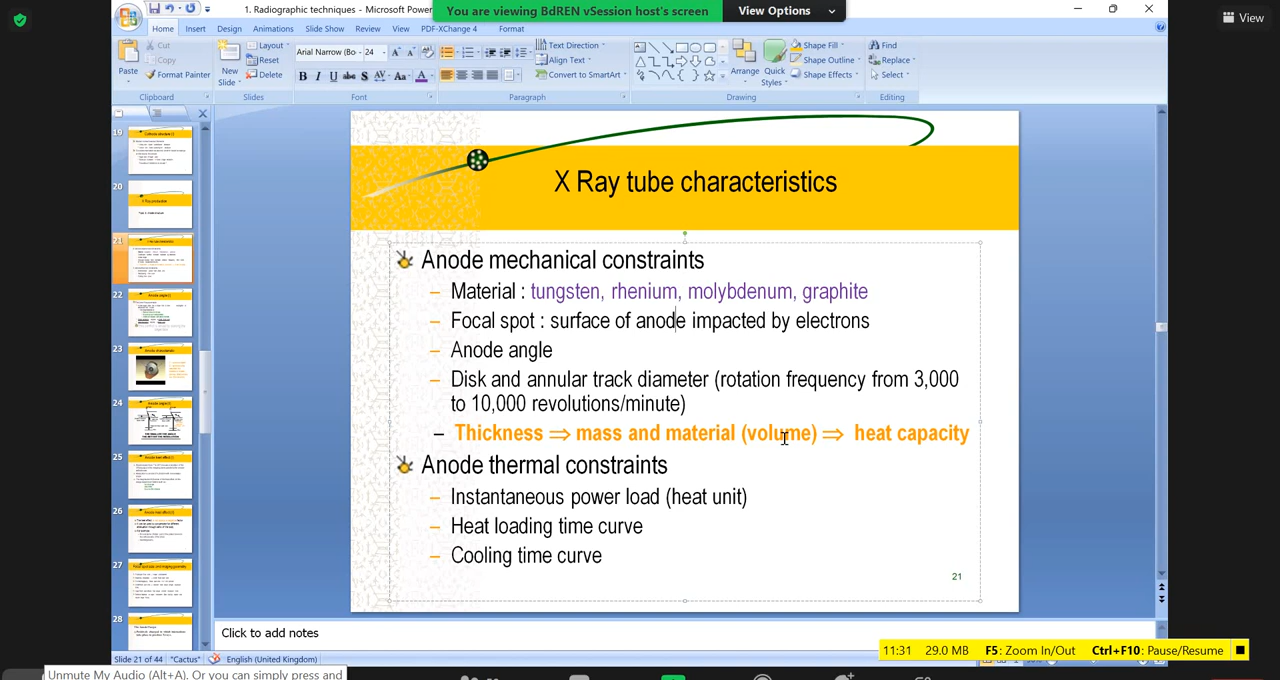 1. Radiographic techniques - Microsoft Power
You are viewing BdREN vSession host's screen
View Options
View
Home Insert Design Animations Slide Show Review View PDF-XChange 4 Format
Paste
Cut
Copy
Format Painter
Clipboard
New Slide
Layout
Reset
Delete
Slides
Arial Narrow (Bo 24
Font
Text Direction
Align Text
Convert to SmartArt
Paragraph
Arrange
Quick Styles
Shape Fill
Shape Outline
Shape Effects
Drawing
Find
Replace
Select
Editing
19
20
21
22
23
24
25
26
27
28
X Ray tube characteristics
Anode mechanical constraints
– Material : tungsten, rhenium, molybdenum, graphite
– Focal spot : surface of anode impacted by electrons
– Anode angle
– Disk and annular track diameter (rotation frequency from 3,000
to 10,000 revolutions/minute)
– Thickness ⇒ mass and material (volume) ⇒ heat capacity
Anode thermal constraints
– Instantaneous power load (heat unit)
– Heat loading time curve
– Cooling time curve
21
Click to add notes
11:31 29.0 MB F5: Zoom In/Out Ctrl+F10: Pause/Resume
Slide 21 of 44 "Cactus" English (United Kingdom)
Unmute My Audio (Alt+A). Or you can simply press and